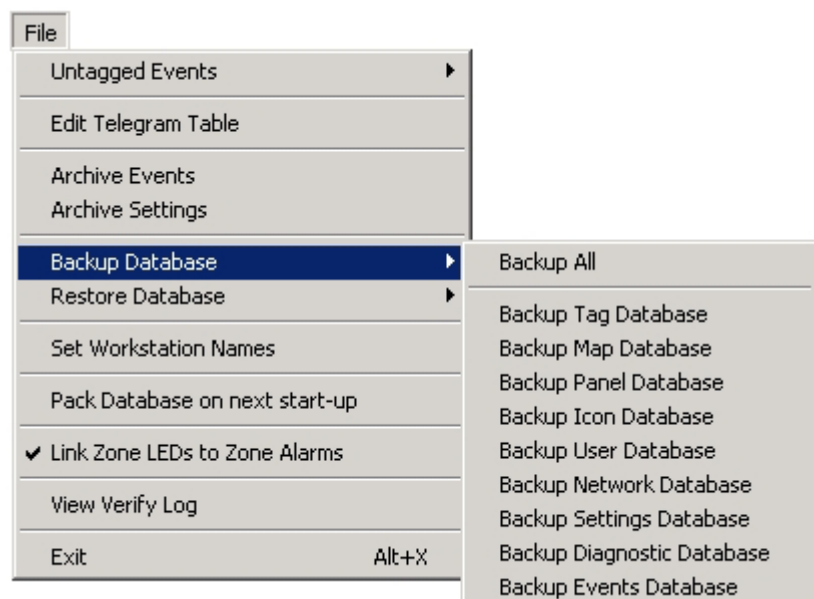 File
Untagged Events
Edit Telegram Table
Archive Events
Archive Settings
Backup Database
Restore Database
Set Workstation Names
Pack Database on next start-up
Link Zone LEDs to Zone Alarms
View Verify Log
Exit Alt+X
Backup All
Backup Tag Database
Backup Map Database
Backup Panel Database
Backup Icon Database
Backup User Database
Backup Network Database
Backup Settings Database
Backup Diagnostic Database
Backup Events Database